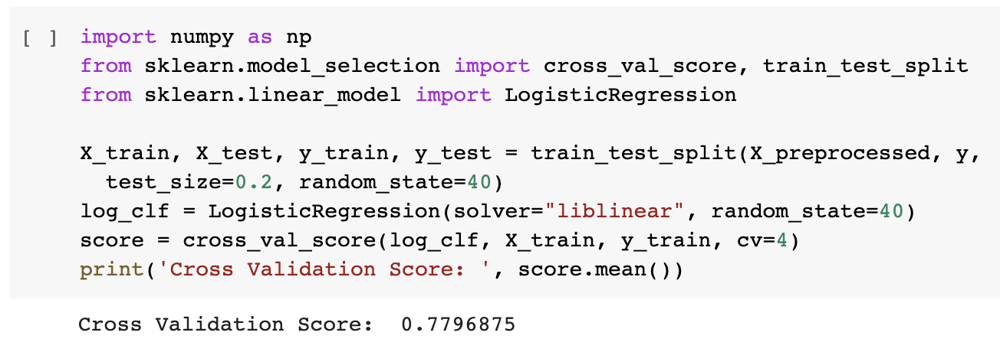 [ ] import numpy as np
from sklearn.model_selection import cross_val_score, train_test_split
from sklearn.linear_model import LogisticRegression
X_train, X_test, y_train, y_test = train_test_split(X_preprocessed, y,
test_size=0.2, random_state=40)
log_clf = LogisticRegression(solver="liblinear", random_state=40)
score = cross_val_score(log_clf, X_train, y_train, cv=4)
print('Cross Validation Score: ', score.mean())
Cross Validation Score:  0.7796875